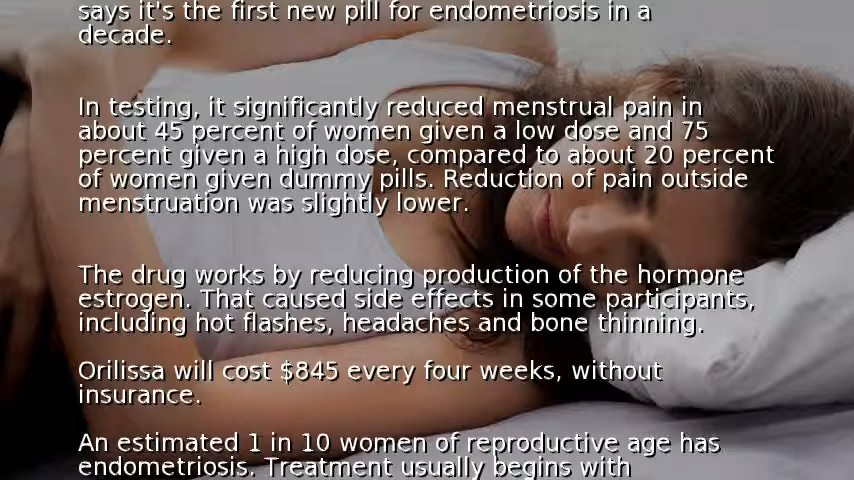 says it's the first new pill for endometriosis in a
decade.
In testing, it significantly reduced menstrual pain in
about 45 percent of women given a low dose and 75
percent given a high dose, compared to about 20 percent
of women given dummy pills. Reduction of pain outside
menstruation was slightly lower.
The drug works by reducing production of the hormone
estrogen. That caused side effects in some participants,
including hot flashes, headaches and bone thinning.
Orilissa will cost $845 every four weeks, without
insurance.
An estimated 1 in 10 women of reproductive age has
endometriosis. Treatment usually begins with